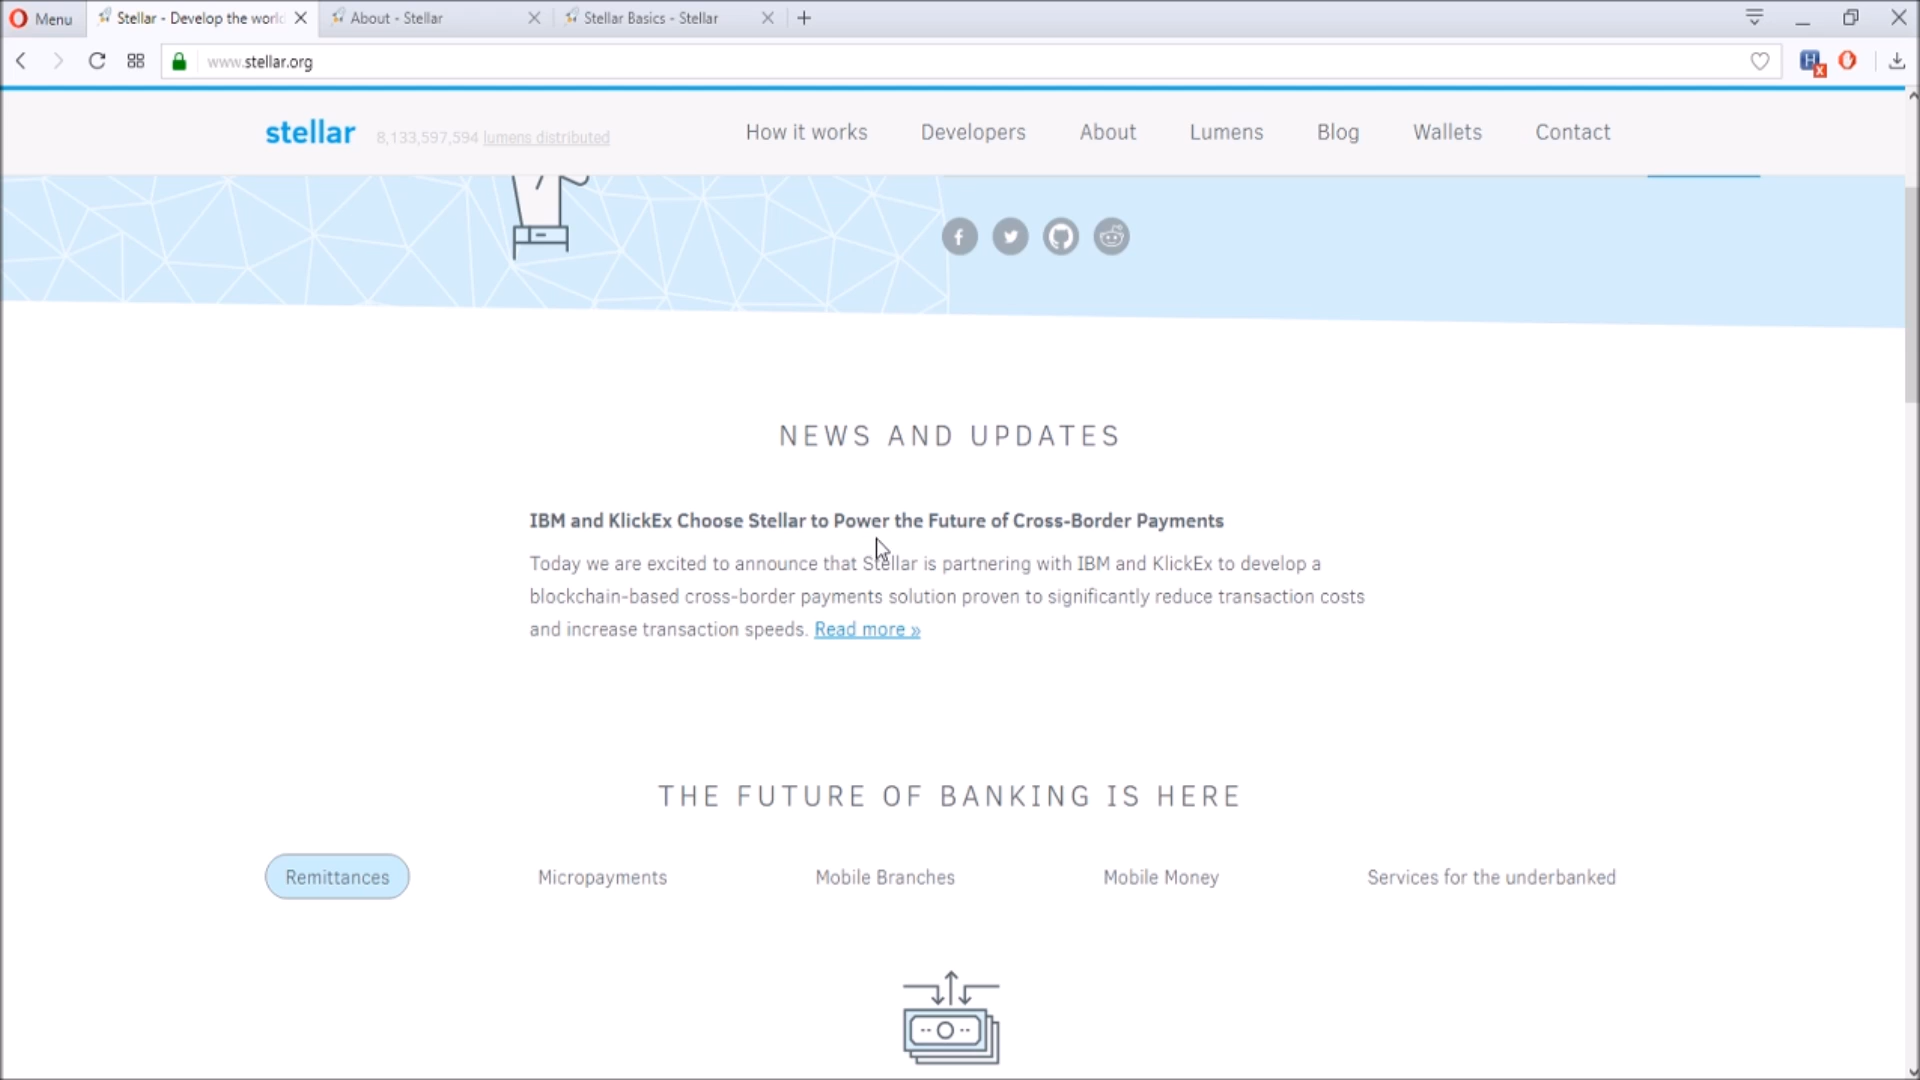 Menu
Stellar - Develop the world
About - Stellar
Stellar Basics - Stellar
www.stellar.org
stellar
8,133,597,594 lumens distributed
How it works
Developers
About
Lumens
Blog
Wallets
Contact
NEWS AND UPDATES
IBM and KlickEx Choose Stellar to Power the Future of Cross-Border Payments
Today we are excited to announce that Stellar is partnering with IBM and KlickEx to develop a
blockchain-based cross-border payments solution proven to significantly reduce transaction costs
and increase transaction speeds. Read more »
THE FUTURE OF BANKING IS HERE
Remittances
Micropayments
Mobile Branches
Mobile Money
Services for the underbanked